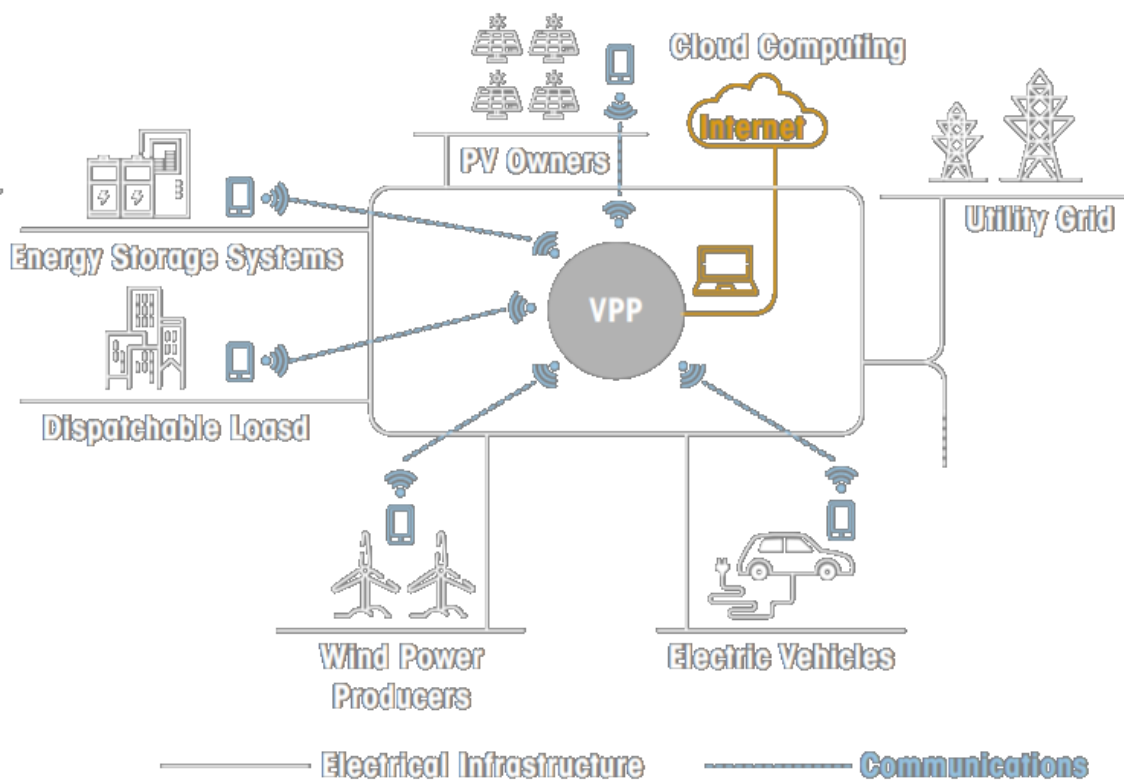 Cloud Computing
Internet
PV Owners
Utility Grid
Energy Storage Systems
VPP
Dispatchable Loasd
Wind Power
Producers
Electric Vehicles
Electrical Infrastructure
Communications